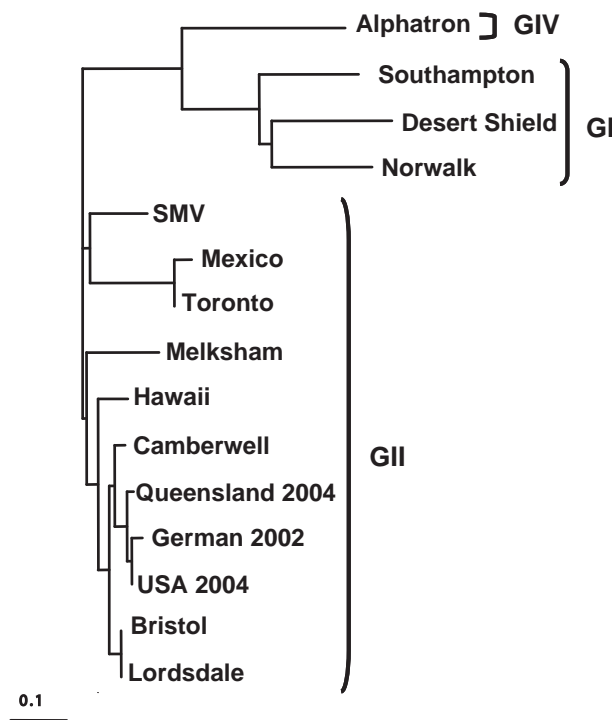 Alphatron GIV
Southampton
Desert Shield GI
Norwalk
SMV
Mexico
Toronto
Melksham
Hawaii
Camberwell GII
Queensland 2004
German 2002
USA 2004
Bristol
Lordsdale
0.1